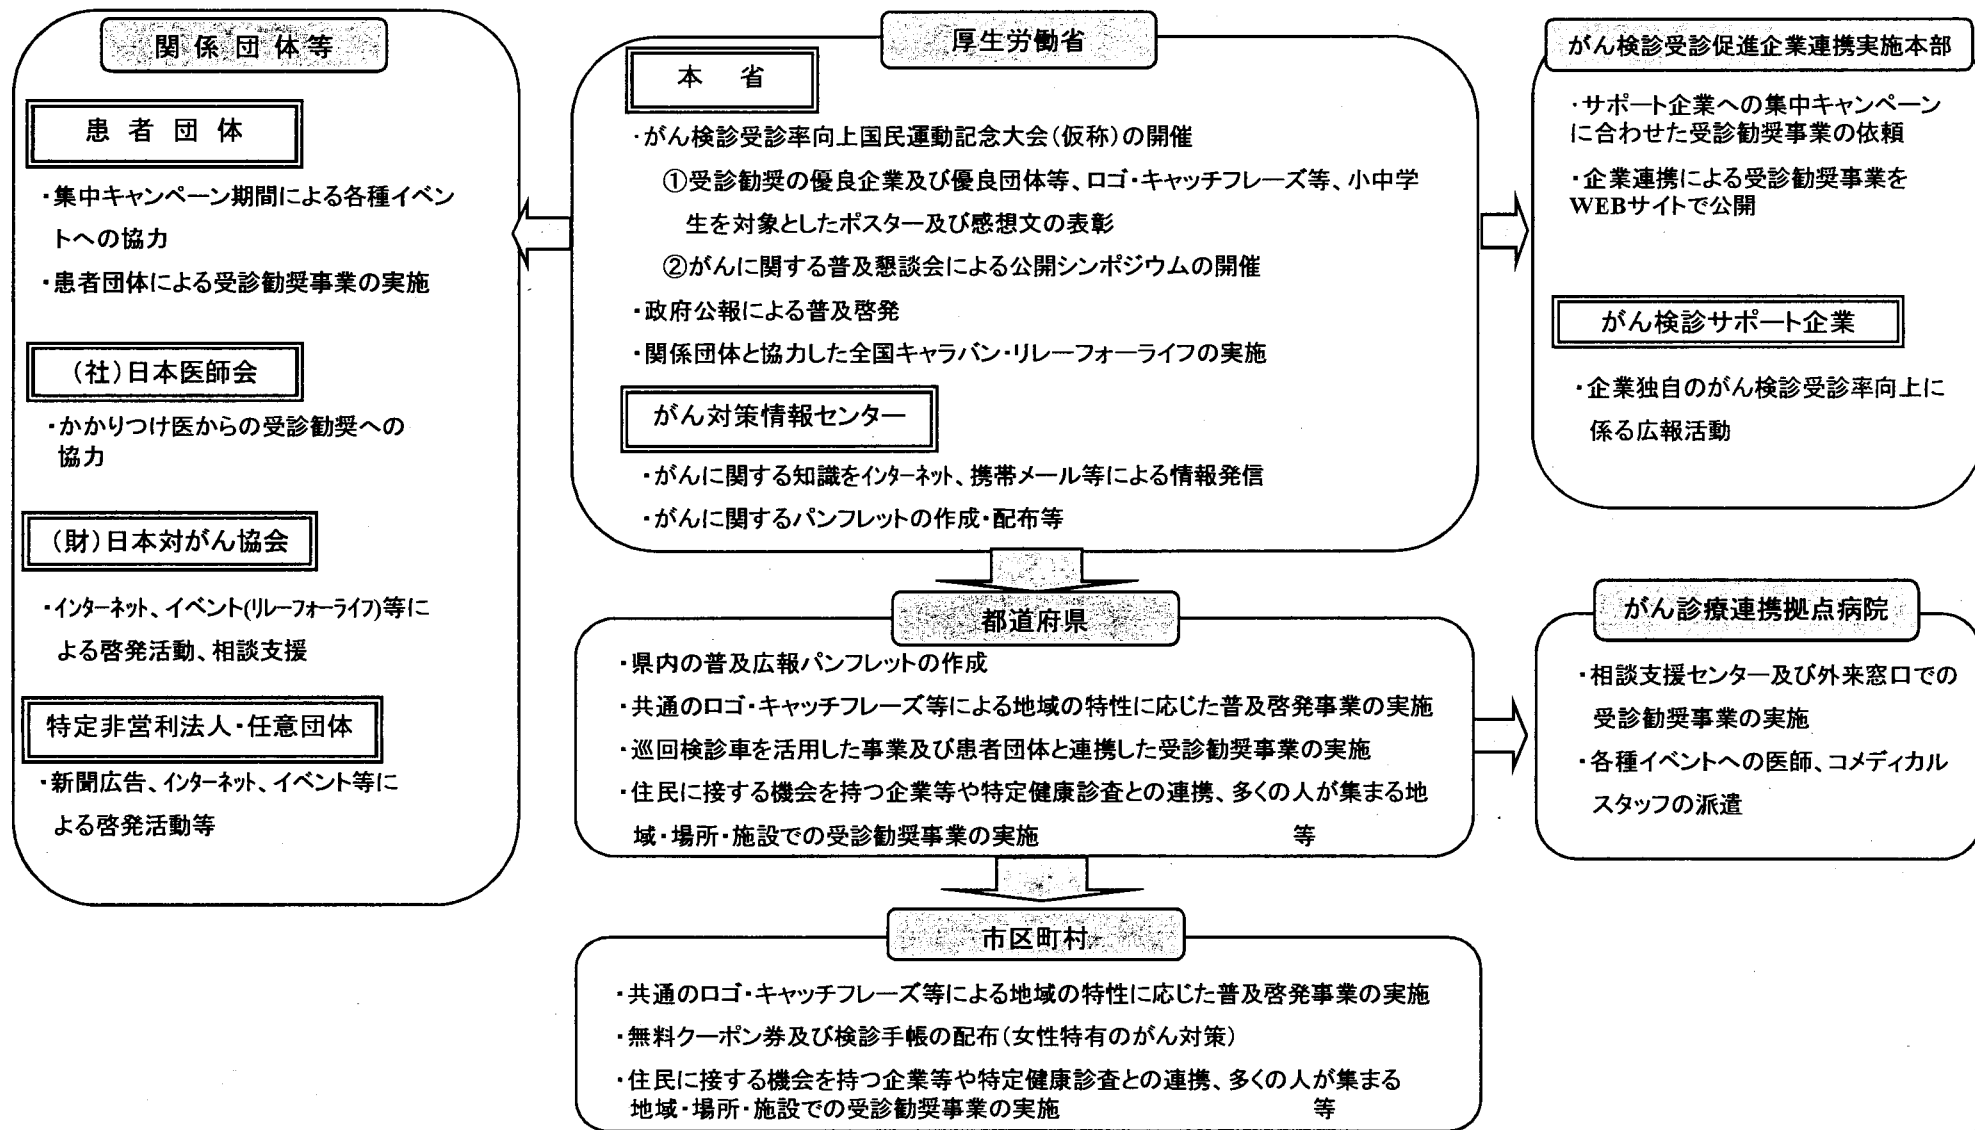 関係団体等
患者団体
・集中キャンペーン期間による各種イベン
トへの協力
・患者団体による受診勧奨事業の実施
(社)日本医師会
・かかりつけ医からの受診勧奨への
協力
(財)日本対がん協会
・インターネット、イベント(リレーフォーライフ)等に
よる啓発活動、相談支援
特定非営利法人・任意団体
・新聞広告、インターネット、イベント等に
よる啓発活動等
厚生労働省
本 省
・がん検診受診率向上国民運動記念大会(仮称)の開催
①受診勧奨の優良企業及び優良団体等、ロゴ・キャッチフレーズ等、小中学
生を対象としたポスター及び感想文の表彰
②がんに関する普及懇談会による公開シンポジウムの開催
・政府公報による普及啓発
・関係団体と協力した全国キャラバン・リレーフォーライフの実施
がん対策情報センター
・がんに関する知識をインターネット、携帯メール等による情報発信
・がんに関するパンフレットの作成・配布等
都道府県
・県内の普及広報パンフレットの作成
・共通のロゴ・キャッチフレーズ等による地域の特性に応じた普及啓発事業の実施
・巡回検診車を活用した事業及び患者団体と連携した受診勧奨事業の実施
・住民に接する機会を持つ企業等や特定健康診査との連携、多くの人が集まる地
域・場所・施設での受診勧奨事業の実施 等
市区町村
・共通のロゴ・キャッチフレーズ等による地域の特性に応じた普及啓発事業の実施
・無料クーポン券及び検診手帳の配布(女性特有のがん対策)
・住民に接する機会を持つ企業等や特定健康診査との連携、多くの人が集まる
地域・場所・施設での受診勧奨事業の実施 等
がん検診受診促進企業連携実施本部
・サポート企業への集中キャンペーン
に合わせた受診勧奨事業の依頼
・企業連携による受診勧奨事業を
WEBサイトで公開
がん検診サポート企業
・企業独自のがん検診受診率向上に
係る広報活動
がん診療連携拠点病院
・相談支援センター及び外来窓口での
受診勧奨事業の実施
・各種イベントへの医師、コメディカル
スタッフの派遣